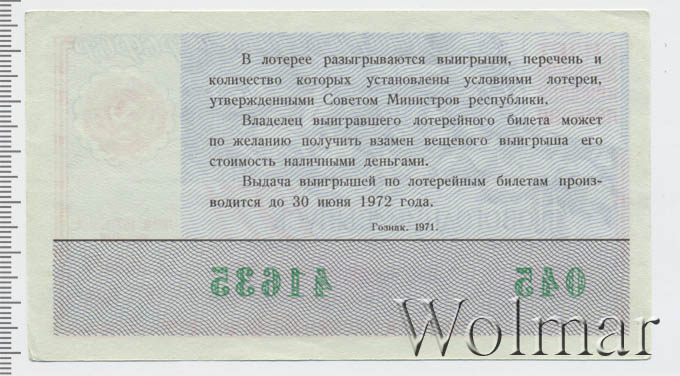 В лотерее разыгрываются выигрыши, перечень и
количество которых установлены условиями лотереи,
утвержденными Советом Министров республики.
Владелец выигравшего лотерейного билета может
по желанию получить взамен вещевого выигрыша его
стоимость наличными деньгами.
Выдача выигрышей по лотерейным билетам произ-
водится до 30 июня 1972 года.
Гознак. 1971.
41635 045
Wolmar